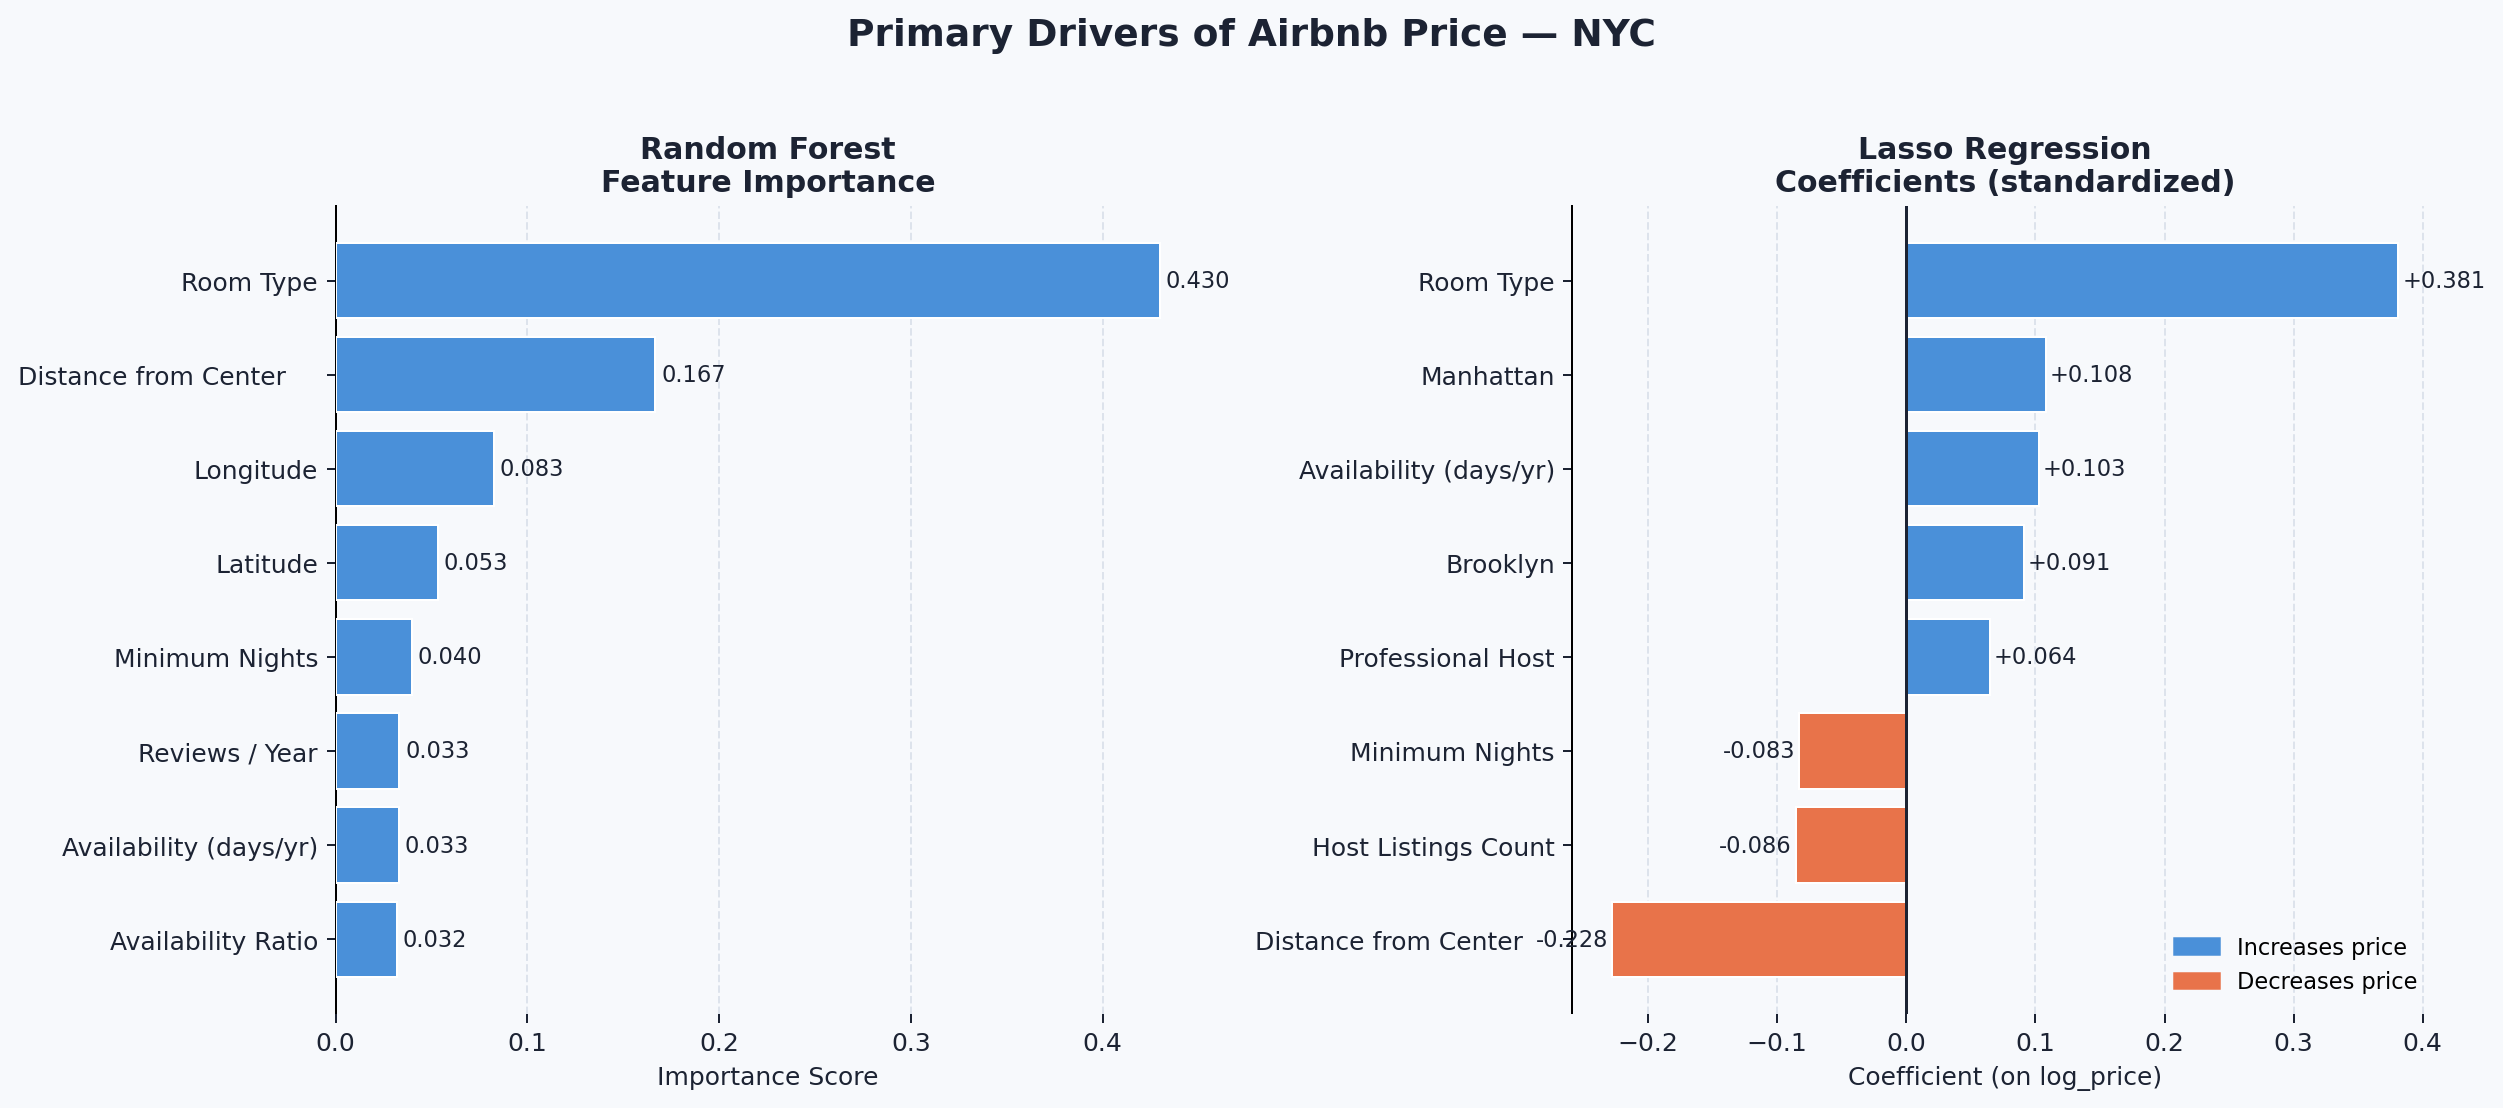 Primary Drivers of Airbnb Price — NYC
Random Forest
Feature Importance
Room Type
0.430
Distance from Center
0.167
Longitude
0.083
Latitude
0.053
Minimum Nights
0.040
Reviews / Year
0.033
Availability (days/yr)
0.033
Availability Ratio
0.032
0.0 0.1 0.2 0.3 0.4
Importance Score
Lasso Regression
Coefficients (standardized)
Room Type
+0.381
Manhattan
+0.108
Availability (days/yr)
+0.103
Brooklyn
+0.091
Professional Host
+0.064
Minimum Nights
-0.083
Host Listings Count
-0.086
Distance from Center
-0.228
Increases price
Decreases price
−0.2 −0.1 0.0 0.1 0.2 0.3 0.4
Coefficient (on log_price)